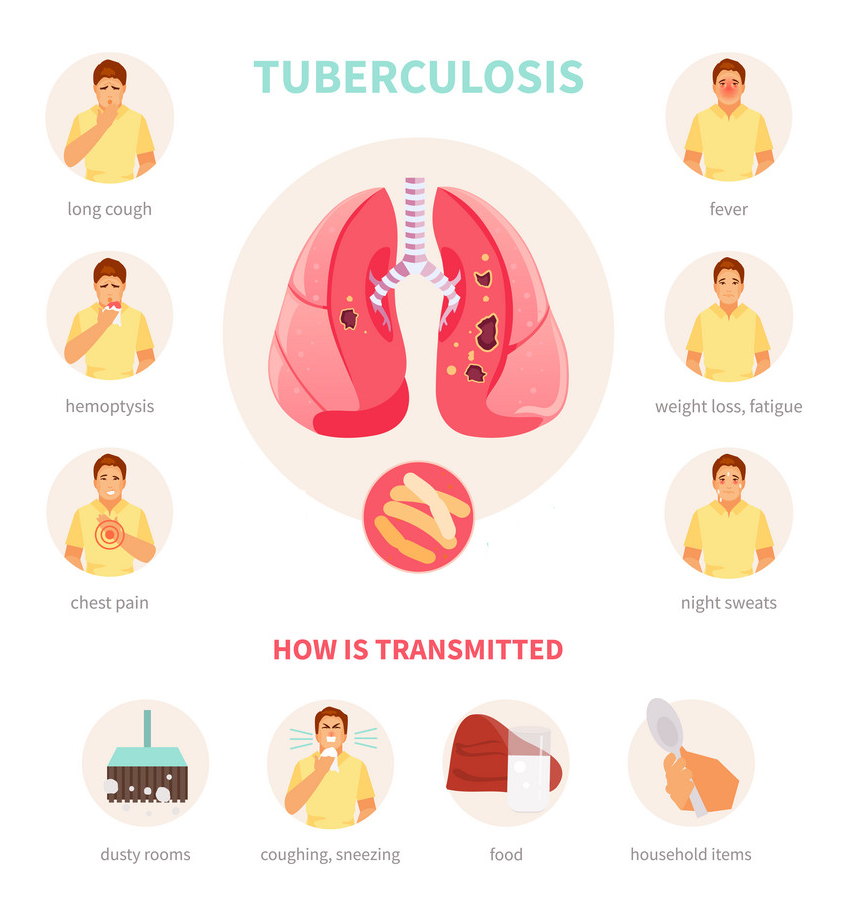 TUBERCULOSIS
long cough
fever
hemoptysis
weight loss, fatigue
chest pain
night sweats
HOW IS TRANSMITTED
dusty rooms
coughing, sneezing
food
household items